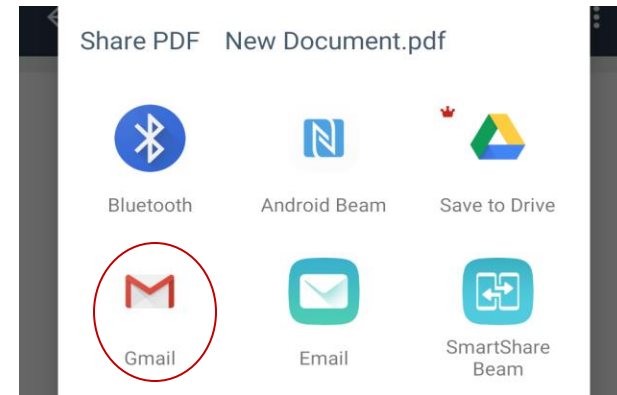 Share PDF New Document.pdf
Bluetooth Android Beam Save to Drive
Gmail Email SmartShare
Beam